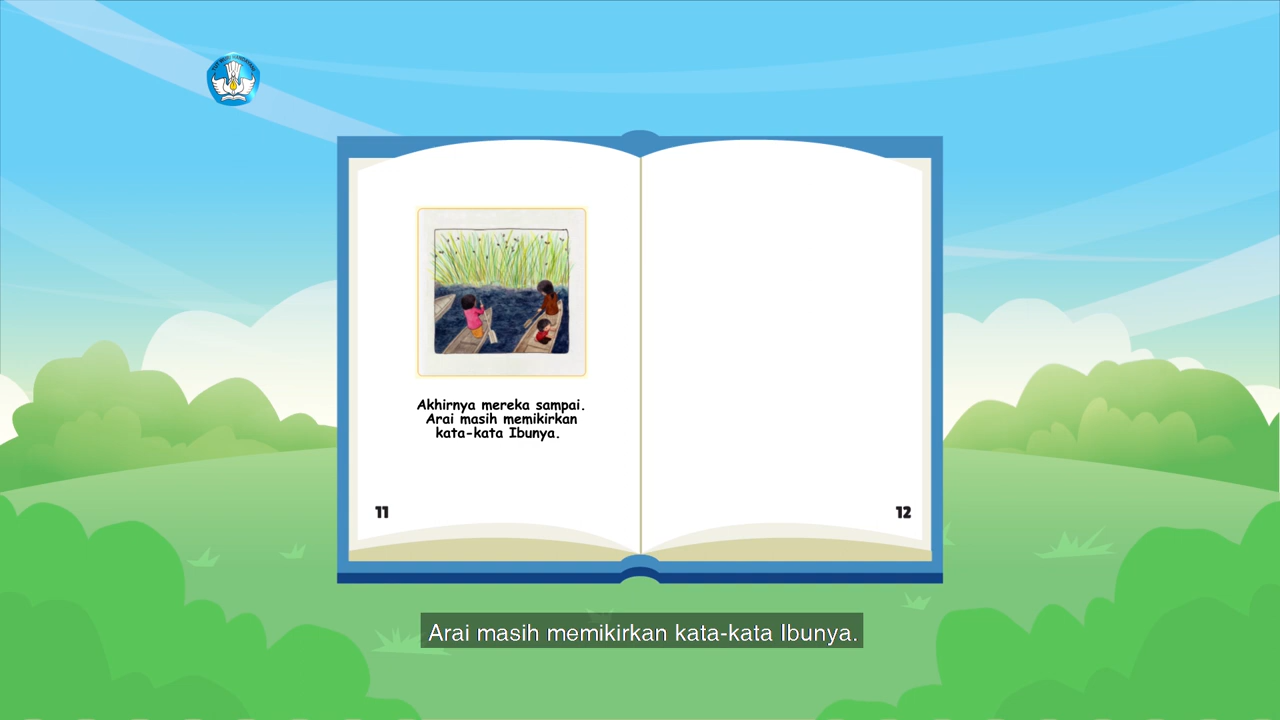 Akhirnya mereka sampai.
Arai masih memikirkan
kata-kata Ibunya.
11
12
Arai masih memikirkan kata-kata Ibunya.